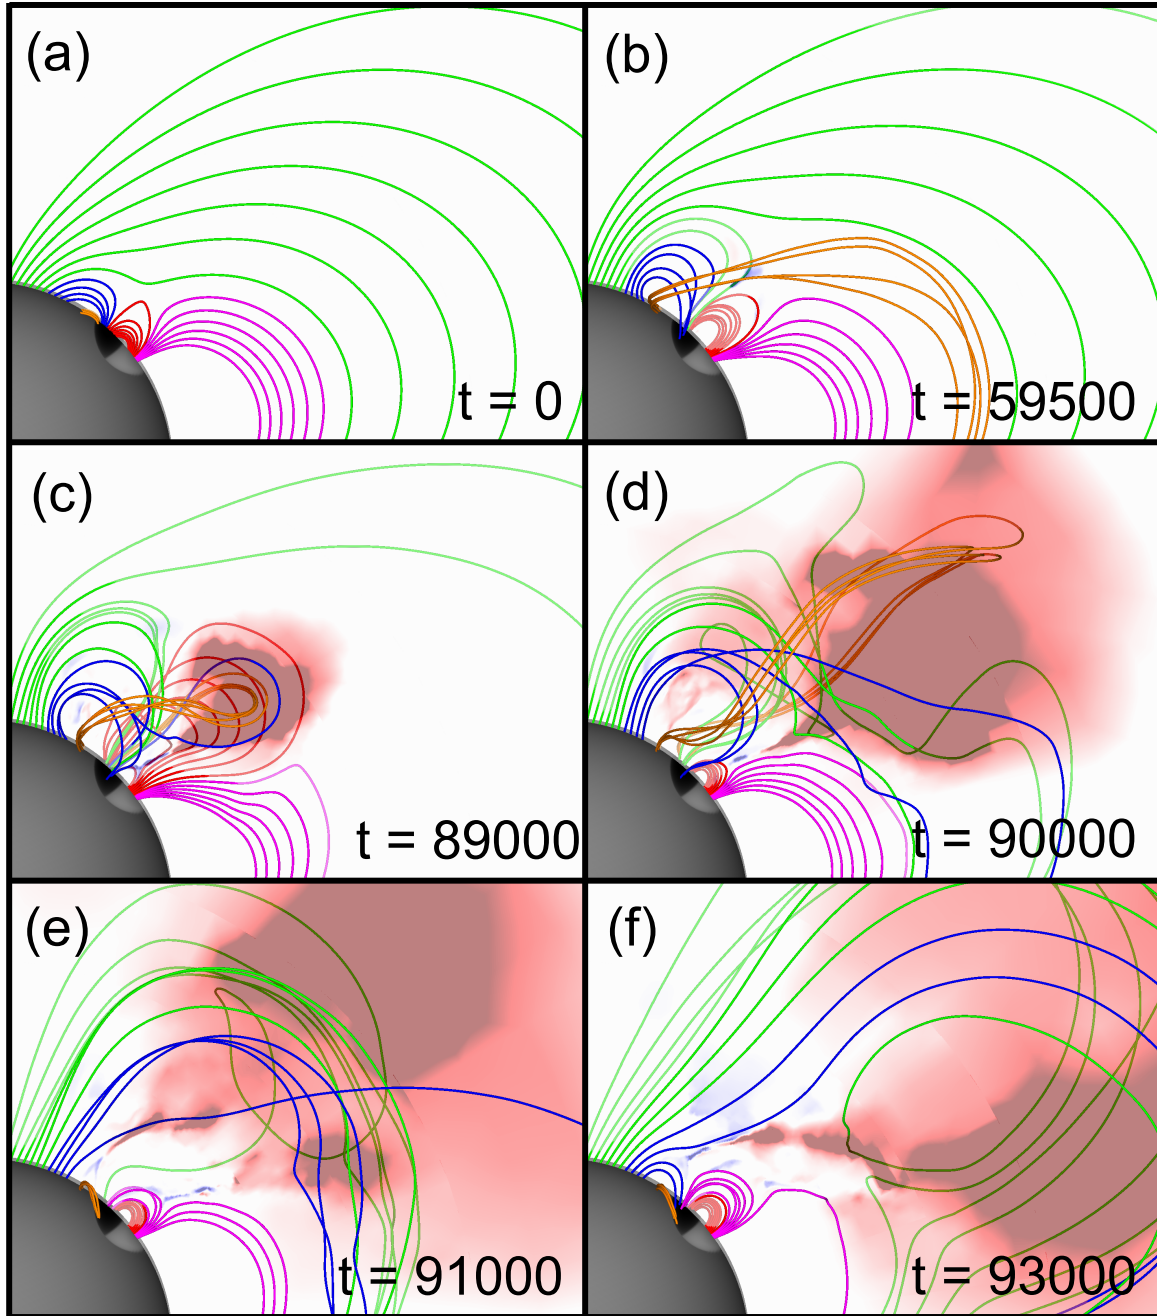 (a)
t = 0
(b)
t = 59500
(c)
t = 89000
(d)
t = 90000
(e)
t = 91000
(f)
t = 93000